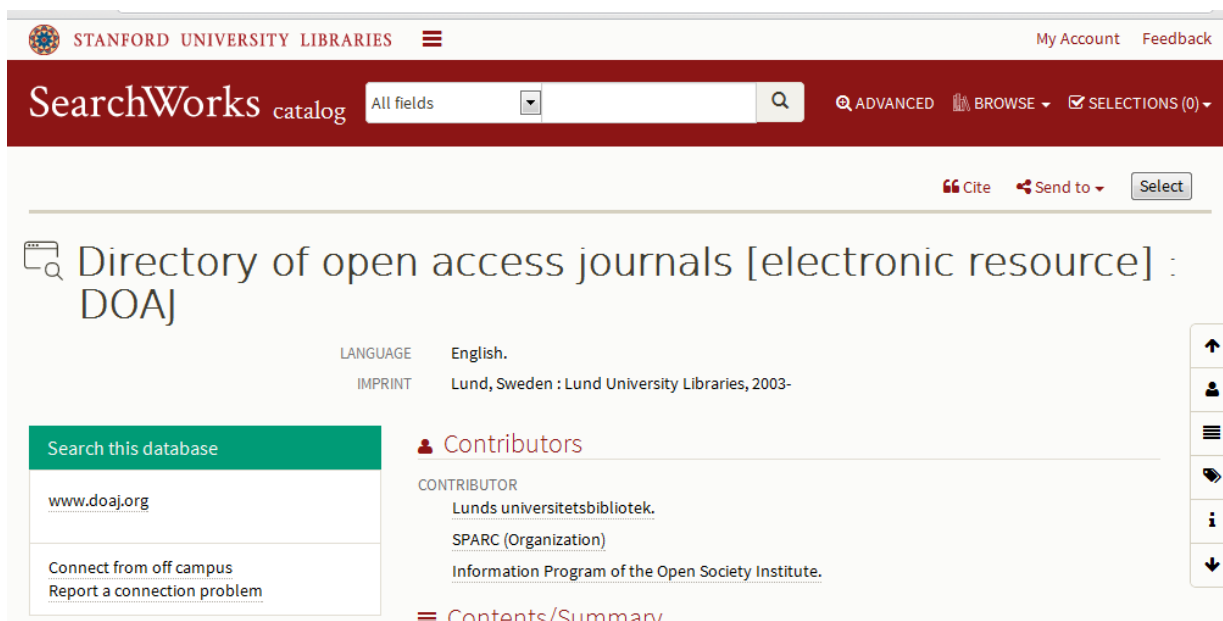 STANFORD UNIVERSITY LIBRARIES
My Account Feedback
SearchWorks catalog
All fields
ADVANCED BROWSE SELECTIONS (0)
Cite Send to Select
Directory of open access journals [electronic resource] :
DOAJ
LANGUAGE English.
IMPRINT Lund, Sweden : Lund University Libraries, 2003-
Search this database
www.doaj.org
Connect from off campus
Report a connection problem
Contributors
CONTRIBUTOR
Lunds universitetsbibliotek.
SPARC (Organization)
Information Program of the Open Society Institute.
Contents/Summary